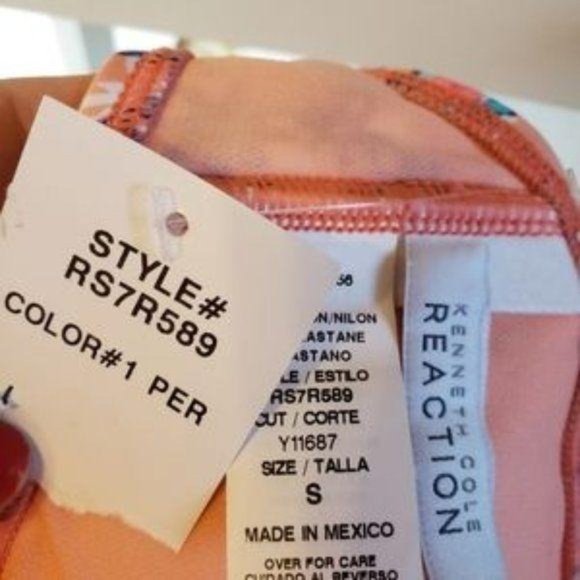 STYLE#
RS7R589
COLOR#1 PER
ON/NILON
ASTANE
ASTANO
LE / ESTILO
RS7R589
CUT / CORTE
Y11687
SIZE / TALLA
S
MADE IN MEXICO
OVER FOR CARE
CUIDADO AL REVERSO
KENNETH COLE
REACTION